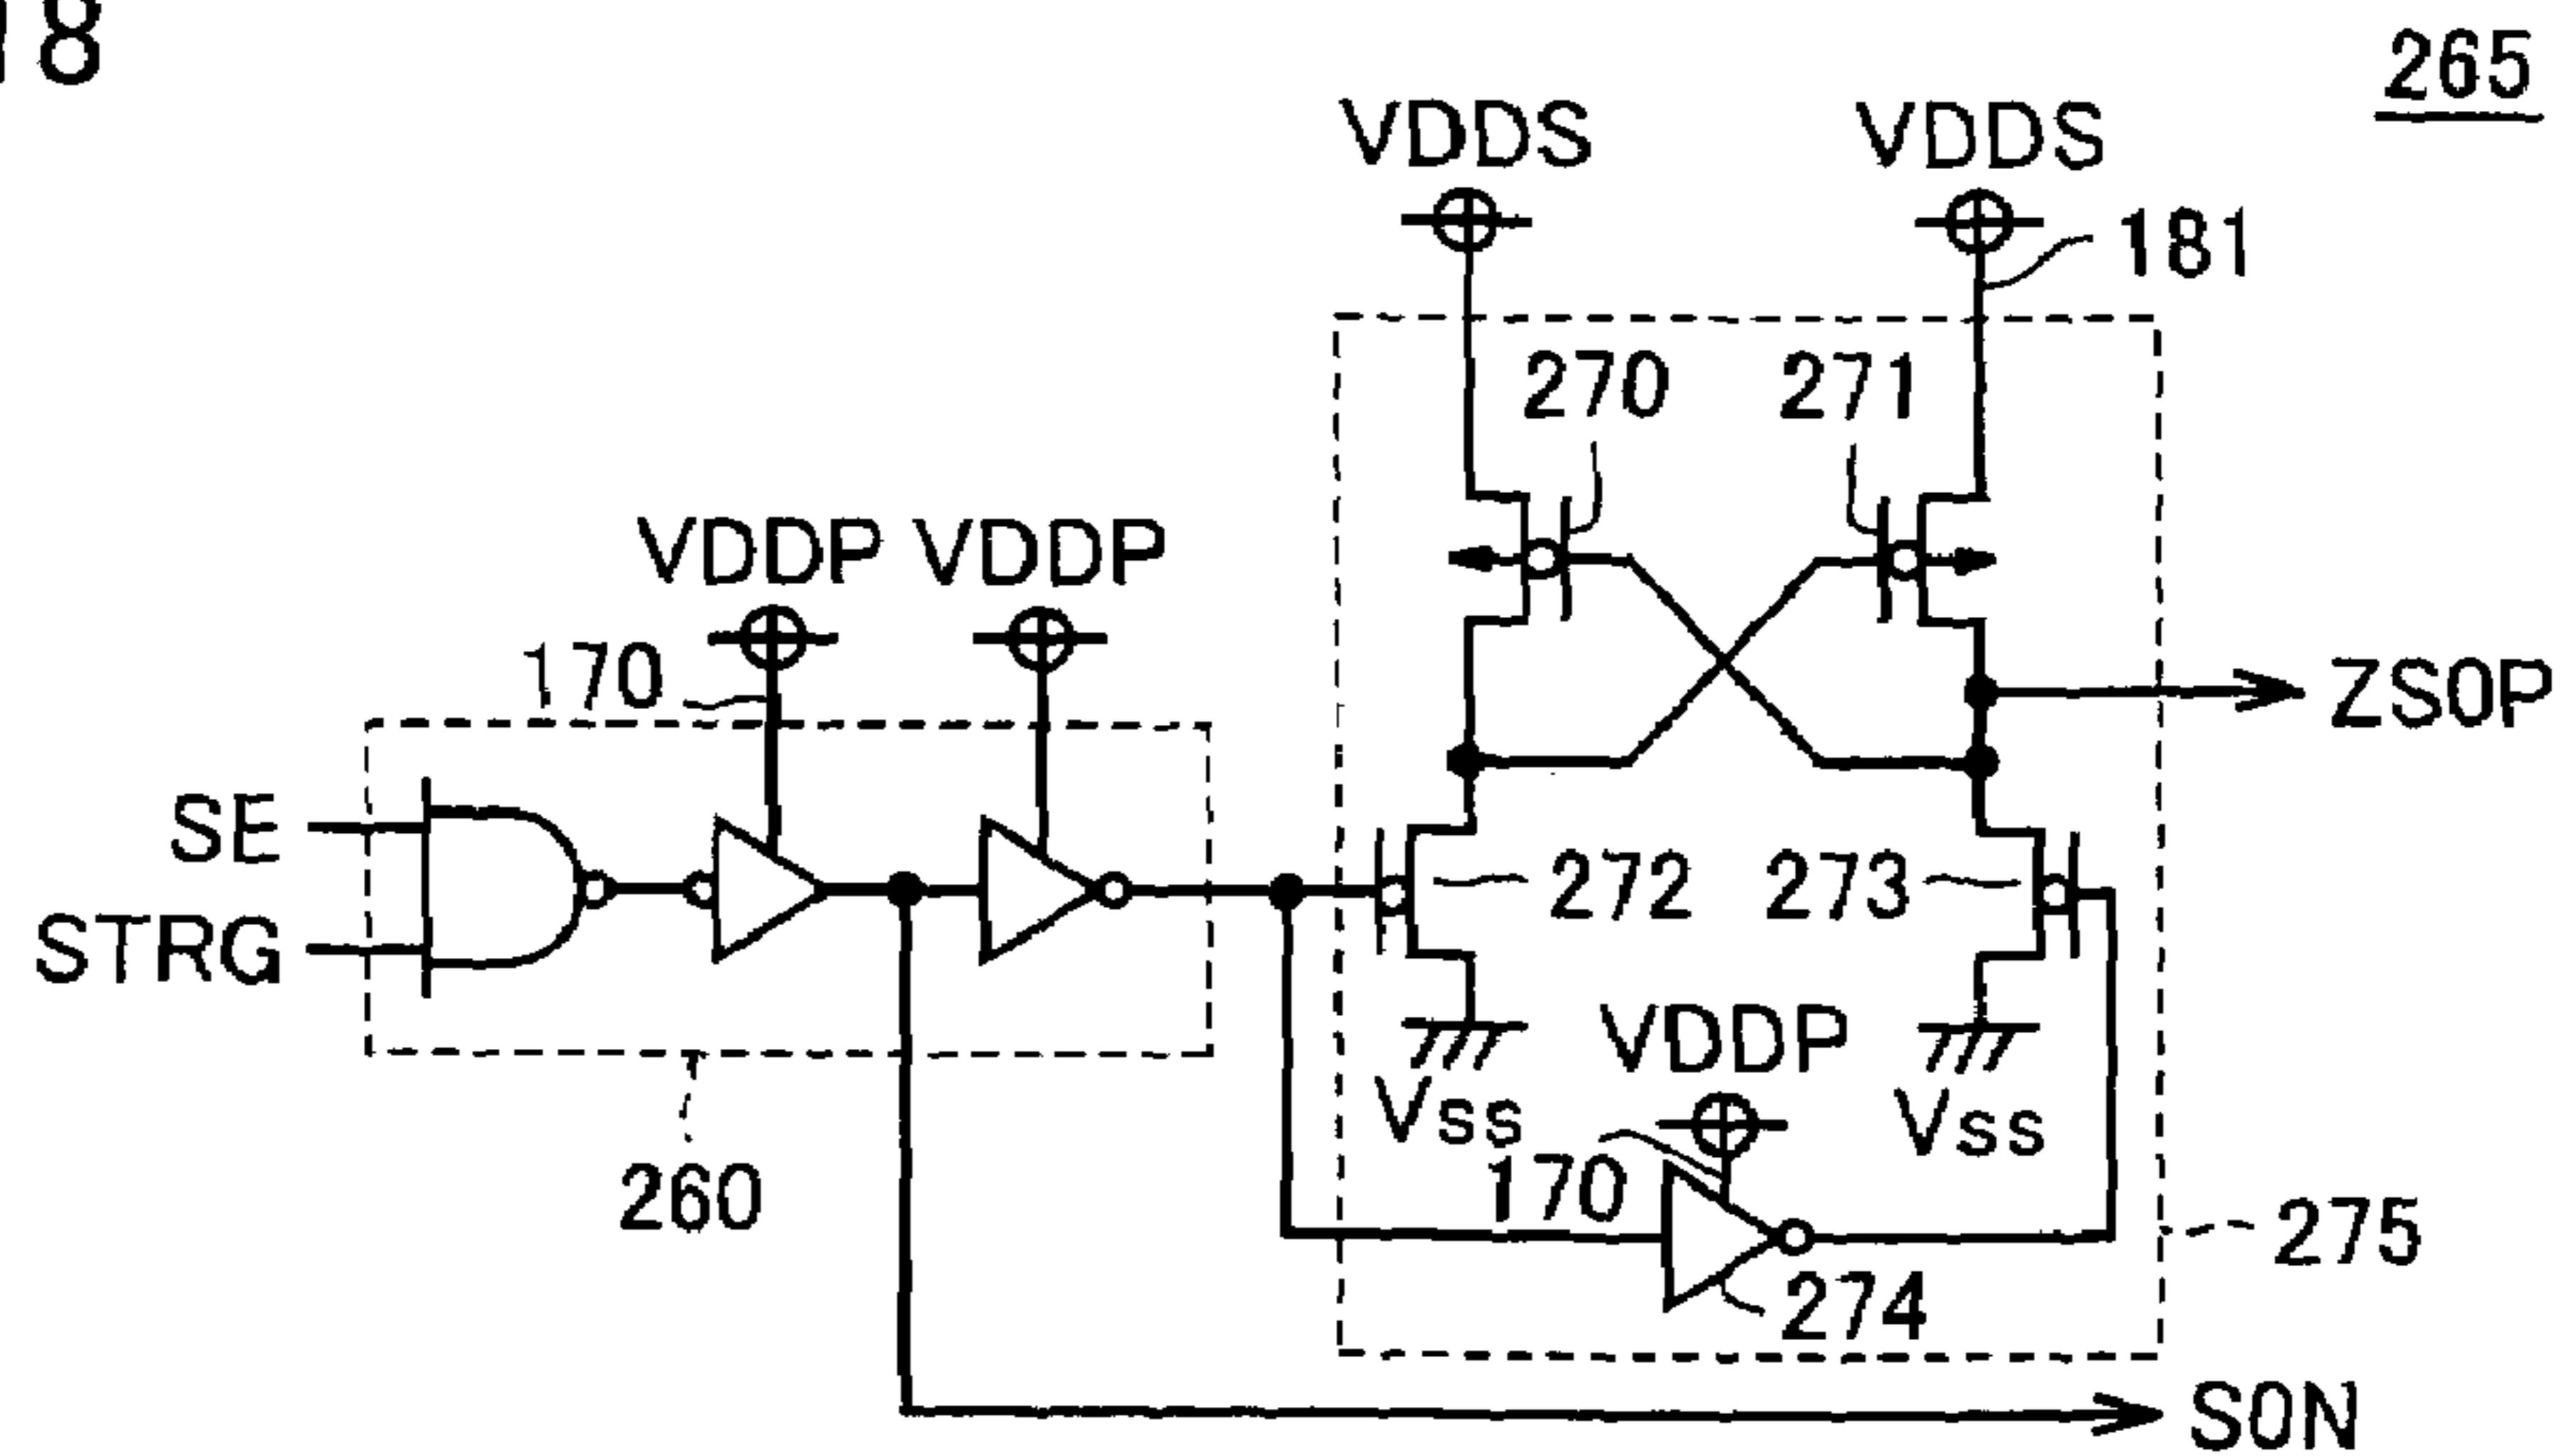 18
265
VDDS
VDDS
181
270
271
VDDP
VDDP
170
ZSOP
SE
STRG
272
273
VDDP
Vss
Vss
170
260
275
274
SON